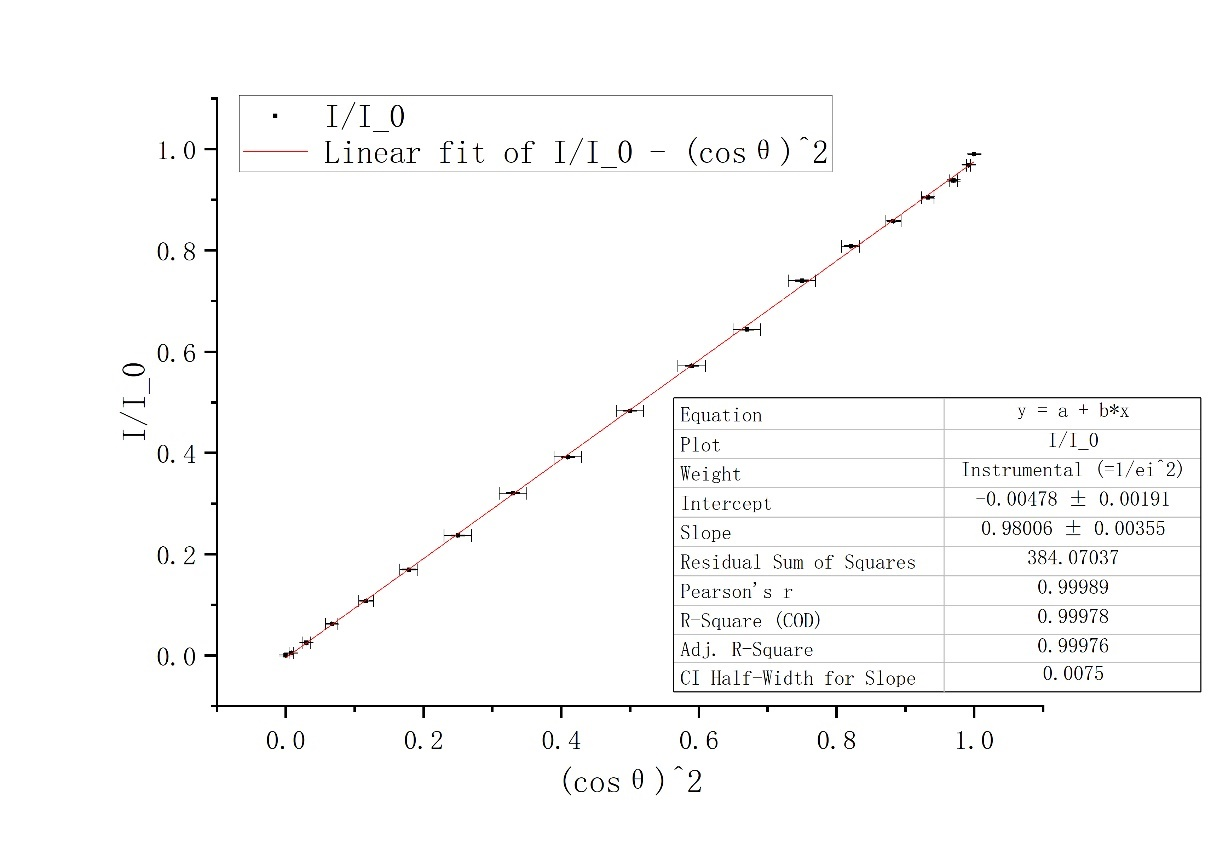 I/I_0
Linear fit of I/I_0 - (cosθ)^2
1.0
0.8
0.6
0.4
0.2
0.0
I/I_0
Equation y = a + b*x
Plot I/I_0
Weight Instrumental (=1/ei^2)
Intercept -0.00478 ± 0.00191
Slope 0.98006 ± 0.00355
Residual Sum of Squares 384.07037
Pearson's r 0.99989
R-Square (COD) 0.99978
Adj. R-Square 0.99976
CI Half-Width for Slope 0.0075
0.0 0.2 0.4 0.6 0.8 1.0
(cosθ)^2